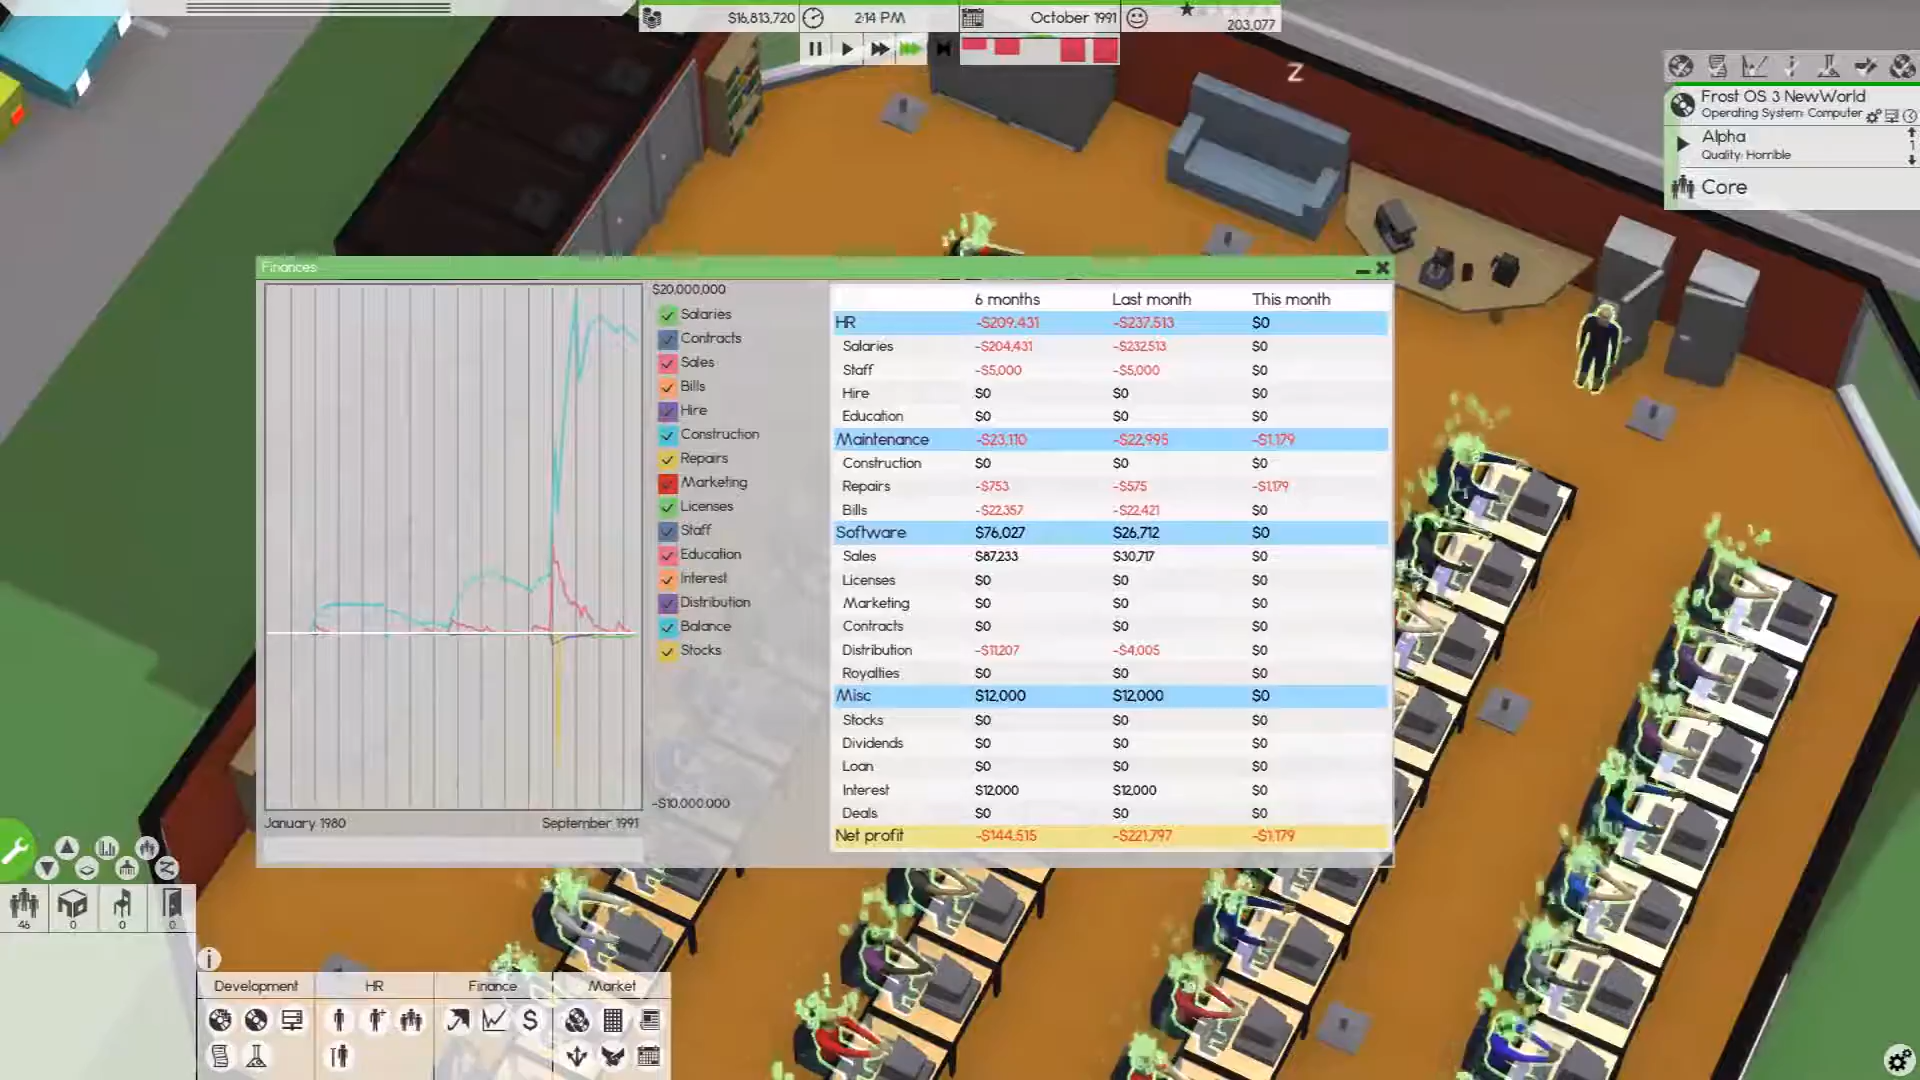 $16,813,720
2:14 PM
October 1991
203,077
Z
Frost OS 3 NewWorld
Operating System: Computer
Alpha
Quality: Horrible
1
Core
Finances
$20,000,000
Salaries
Contracts
Sales
Bills
Hire
Construction
Repairs
Marketing
Licenses
Staff
Education
Interest
Distribution
Balance
Stocks
-$10,000,000
January 1980 September 1991
6 months Last month This month
HR -$209,431 -$237,513 $0
Salaries -$204,431 -$232,513 $0
Staff -$5,000 -$5,000 $0
Hire $0 $0 $0
Education $0 $0 $0
Maintenance -$23,110 -$22,995 -$1,179
Construction $0 $0 $0
Repairs -$753 -$575 -$1,179
Bills -$22,357 -$22,421 $0
Software $76,027 $26,712 $0
Sales $87,233 $30,717 $0
Licenses $0 $0 $0
Marketing $0 $0 $0
Contracts $0 $0 $0
Distribution -$11,207 -$4,005 $0
Royalties $0 $0 $0
Misc $12,000 $12,000 $0
Stocks $0 $0 $0
Dividends $0 $0 $0
Loan $0 $0 $0
Interest $12,000 $12,000 $0
Deals $0 $0 $0
Net profit -$144,515 -$221,797 -$1,179
46 0 0 0
i
Development HR Finance Market